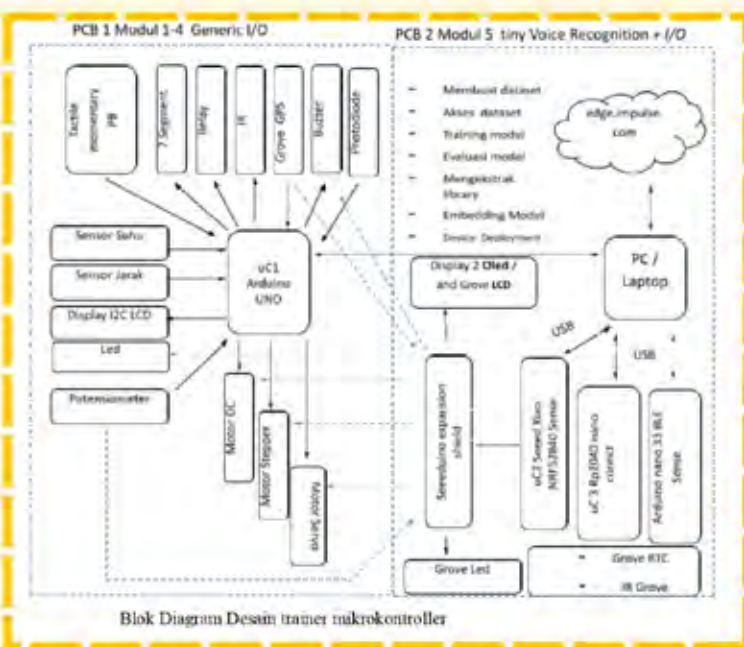 PCB 1 Modul 1-4 Generic I/O
PCB 2 Modul 5 tiny Voice Recognition + I/O
Tactile
momentary
PB
7 Segment
Relay
IR
Grove GPS
Buzzer
Photodiode
- Membuat dataset
- Akses dataset
- Training model
- Evaluasi model
- Mengekstrak
library
- Embedding Model
- Device Deployment
edge.impulse.
com
Sensor Suhu
Sensor Jarak
Display I2C LCD
Led
Potensiometer
uC1
Arduino
UNO
Display 2 Oled /
and Grove LCD
PC /
Laptop
USB
USB
Motor DC
Motor Stepper
Motor Servo
Seeeduino expansion
shield
uC2 Seeed Xiao
NRF52840 Sense
uC 3 Rp2040 nano
Arduino nano 33 BLE
Sense
Grove Led
- Grove RTC
- IR Grove
Blok Diagram Desain trainer mikrokontroller